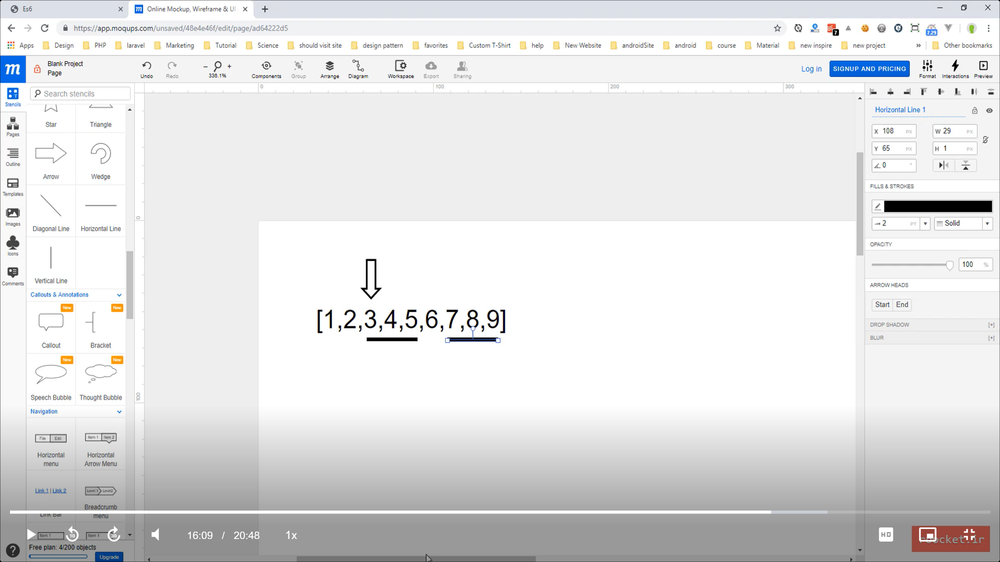 Es6
Online Mockup, Wireframe & UI
https://app.moqups.com/unsaved/48e4e46f/edit/page/ad64222d5
7
7.29
Apps
Design
PHP
laravel
Marketing
Tutorial
Science
should visit site
design pattern
favorites
Custom T-Shirt
help
New Website
androidSite
android
course
Material
new inspire
new project
»
Other bookmarks
m
Blank Project
Page
Undo
Redo
336.1%
Components
Group
Arrange
Diagram
Workspace
Export
Sharing
Log in
SIGNUP AND PRICING
Format
Interactions
Preview
Stencils
Pages
Outline
Templates
Images
Icons
Comments
Search stencils
Star
Triangle
Arrow
Wedge
Diagonal Line
Horizontal Line
Vertical Line
Callouts & Annotations
New
New
Callout
Bracket
New
New
Speech Bubble
Thought Bubble
Navigation
File
Edit
Item 1
Item 2
Horizontal
menu
Horizontal
Arrow Menu
Link 1 | Link 2
Level 1
Level2
Link Bar
Breadcrumb
menu
Item 1
Item 1
Free plan: 4/200 objects
Upgrade
0
100
200
300
0
100
[1,2,3,4,5,6,7,8,9]
Horizontal Line 1
X 108 PX
W 29 PX
Y 65 PX
H 1 PX
0 °
FILLS & STROKES
2 PT
Solid
OPACITY
100 %
ARROW HEADS
Start
End
DROP SHADOW [+]
BLUR [+]
10
30
16:09 / 20:48
1x
HD
roocket.ir